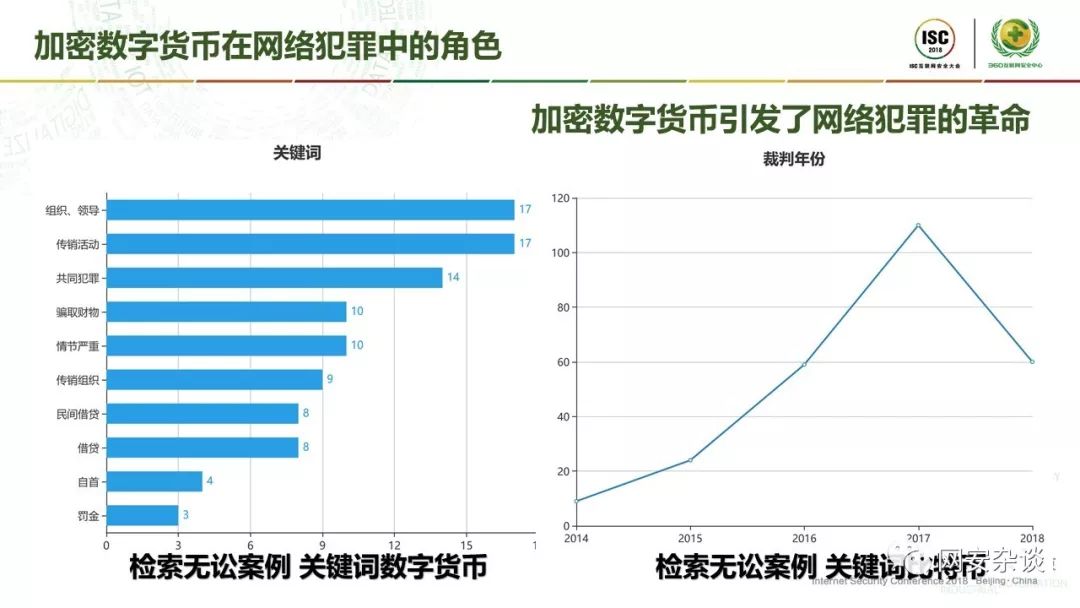 加密数字货币在网络犯罪中的角色
ISC
2018
ISC互联网安全大会
360互联网安全中心
加密数字货币引发了网络犯罪的革命
关键词
组织、领导 17
传销活动 17
共同犯罪 14
骗取财物 10
情节严重 10
传销组织 9
民间借贷 8
借贷 8
自首 4
罚金 3
0 3 6 9 12 15 1
检索无讼案例 关键词数字货币
裁判年份
120
100
80
60
40
20
0
2014 2015 2016 2017 2018
检索无讼案例 关键词比特币
网安杂谈
Internet Security Conference 2018 Beijing · China